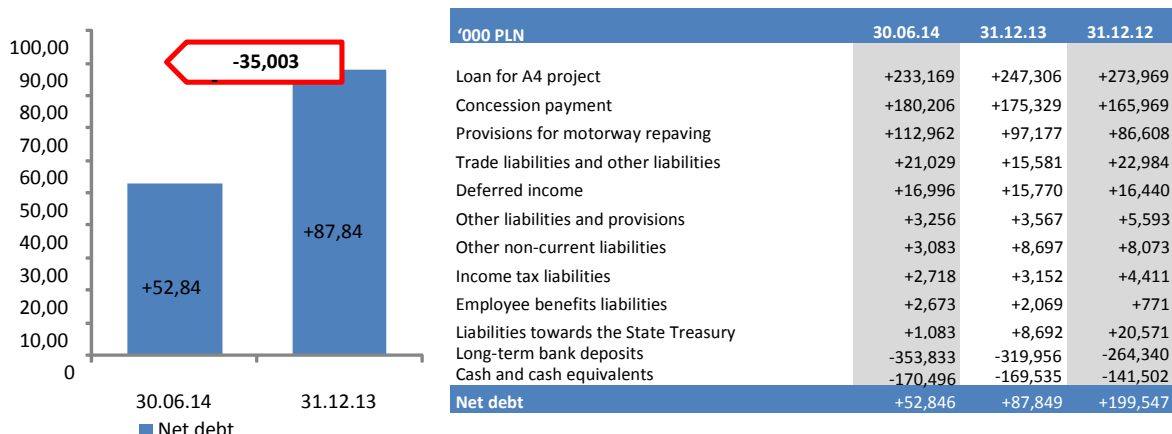 100,00
90,00
80,00
70,00
60,00
50,00
40,00
30,00
20,00
10,00
0
-35,003
+52,84
+87,84
30.06.14 31.12.13
Net debt
‘000 PLN 30.06.14 31.12.13 31.12.12
Loan for A4 project +233,169 +247,306 +273,969
Concession payment +180,206 +175,329 +165,969
Provisions for motorway repaving +112,962 +97,177 +86,608
Trade liabilities and other liabilities +21,029 +15,581 +22,984
Deferred income +16,996 +15,770 +16,440
Other liabilities and provisions +3,256 +3,567 +5,593
Other non-current liabilities +3,083 +8,697 +8,073
Income tax liabilities +2,718 +3,152 +4,411
Employee benefits liabilities +2,673 +2,069 +771
Liabilities towards the State Treasury +1,083 +8,692 +20,571
Long-term bank deposits -353,833 -319,956 -264,340
Cash and cash equivalents -170,496 -169,535 -141,502
Net debt +52,846 +87,849 +199,547